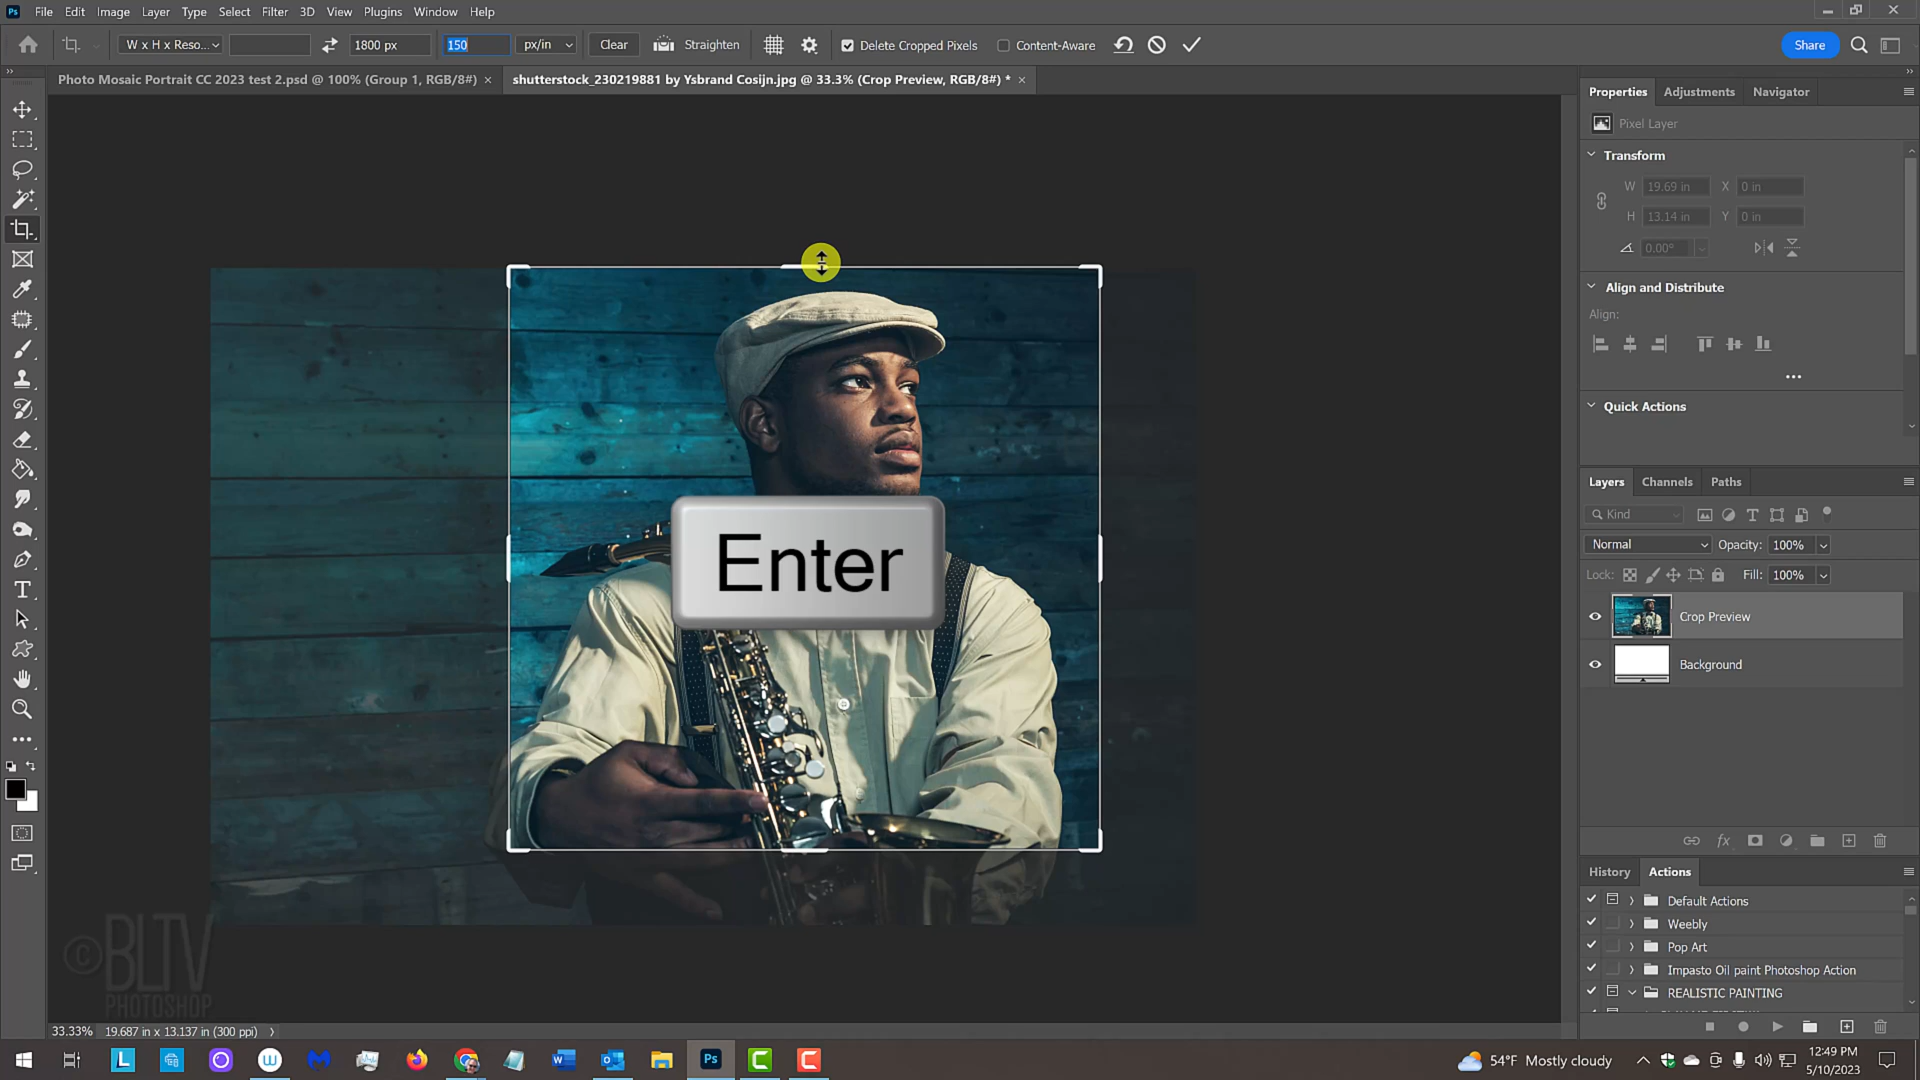 Ps File Edit Image Layer Type Select Filter 3D View Plugins Window Help
W x H x Reso... 1800 px 150 px/in Clear Straighten Delete Cropped Pixels Content-Aware Share
Photo Mosaic Portrait CC 2023 test 2.psd @ 100% (Group 1, RGB/8#) × shutterstock_230219881 by Ysbrand Cosijn.jpg @ 33.3% (Crop Preview, RGB/8#) * ×
Properties Adjustments Navigator
Pixel Layer
Transform
W 19.69 in X 0 in
H 13.14 in Y 0 in
0.00°
Align and Distribute
Align:
Quick Actions
Enter
Layers Channels Paths
Kind
Normal Opacity: 100%
Lock: Fill: 100%
Crop Preview
Background
fx
History Actions
Default Actions
Weebly
Pop Art
Impasto Oil paint Photoshop Action
REALISTIC PAINTING
©BLTV
PHOTOSHOP
33.33% 19.687 in x 13.137 in (300 ppi)
54°F Mostly cloudy
12:49 PM
5/10/2023